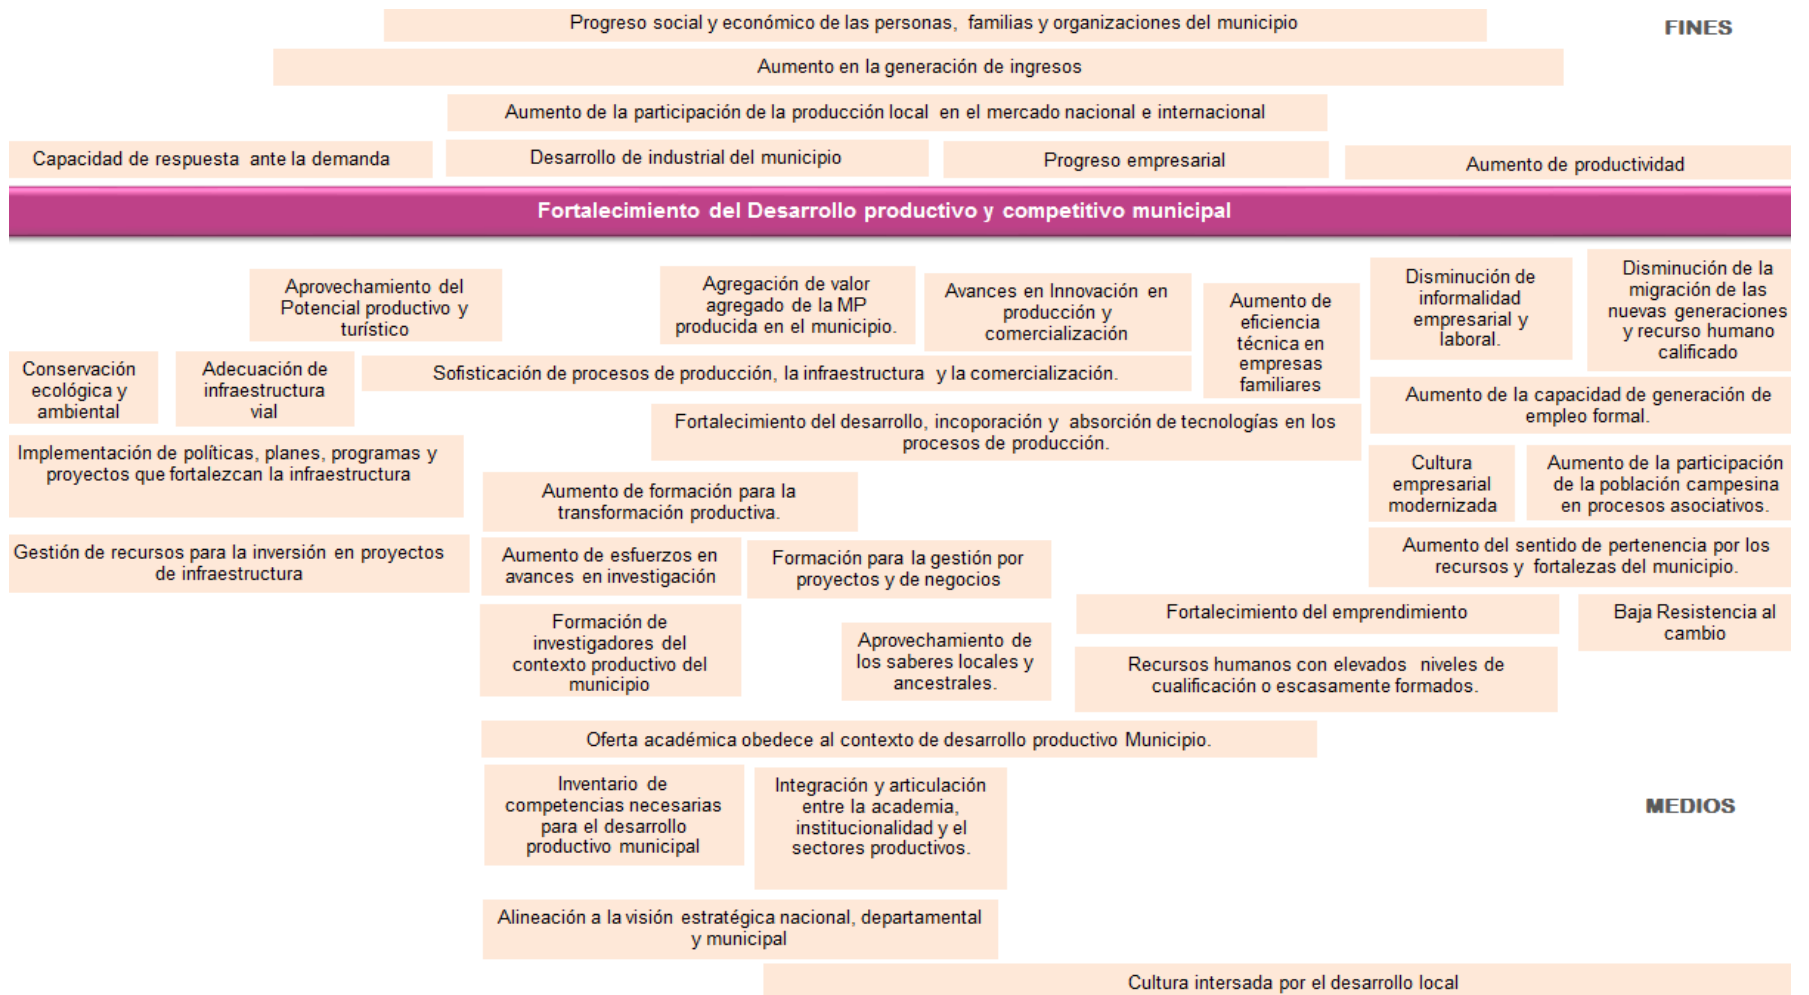 Progreso social y económico de las personas, familias y organizaciones del municipio
FINES
Aumento en la generación de ingresos
Aumento de la participación de la producción local en el mercado nacional e internacional
Capacidad de respuesta ante la demanda
Desarrollo de industrial del municipio
Progreso empresarial
Aumento de productividad
Fortalecimiento del Desarrollo productivo y competitivo municipal
Aprovechamiento del
Potencial productivo y
turístico
Agregación de valor
agregado de la MP
producida en el municipio.
Avances en Innovación en
producción y
comercialización
Aumento de
eficiencia
técnica en
empresas
familiares
Disminución de
informalidad
empresarial y
laboral.
Disminución de la
migración de las
nuevas generaciones
y recurso humano
calificado
Conservación
ecológica y
ambiental
Adecuación de
infraestructura
vial
Sofisticación de procesos de producción, la infraestructura y la comercialización.
Aumento de la capacidad de generación de
empleo formal.
Fortalecimiento del desarrollo, incoporación y absorción de tecnologías en los
procesos de producción.
Implementación de políticas, planes, programas y
proyectos que fortalezcan la infraestructura
Cultura
empresarial
modernizada
Aumento de la participación
de la población campesina
en procesos asociativos.
Aumento de formación para la
transformación productiva.
Gestión de recursos para la inversión en proyectos
de infraestructura
Aumento de esfuerzos en
avances en investigación
Formación para la gestión por
proyectos y de negocios
Aumento del sentido de pertenencia por los
recursos y fortalezas del municipio.
Formación de
investigadores del
contexto productivo del
municipio
Aprovechamiento de
los saberes locales y
ancestrales.
Fortalecimiento del emprendimiento
Baja Resistencia al
cambio
Recursos humanos con elevados niveles de
cualificación o escasamente formados.
Oferta académica obedece al contexto de desarrollo productivo Municipio.
Inventario de
competencias necesarias
para el desarrollo
productivo municipal
Integración y articulación
entre la academia,
institucionalidad y el
sectores productivos.
MEDIOS
Alineación a la visión estratégica nacional, departamental
y municipal
Cultura intersada por el desarrollo local